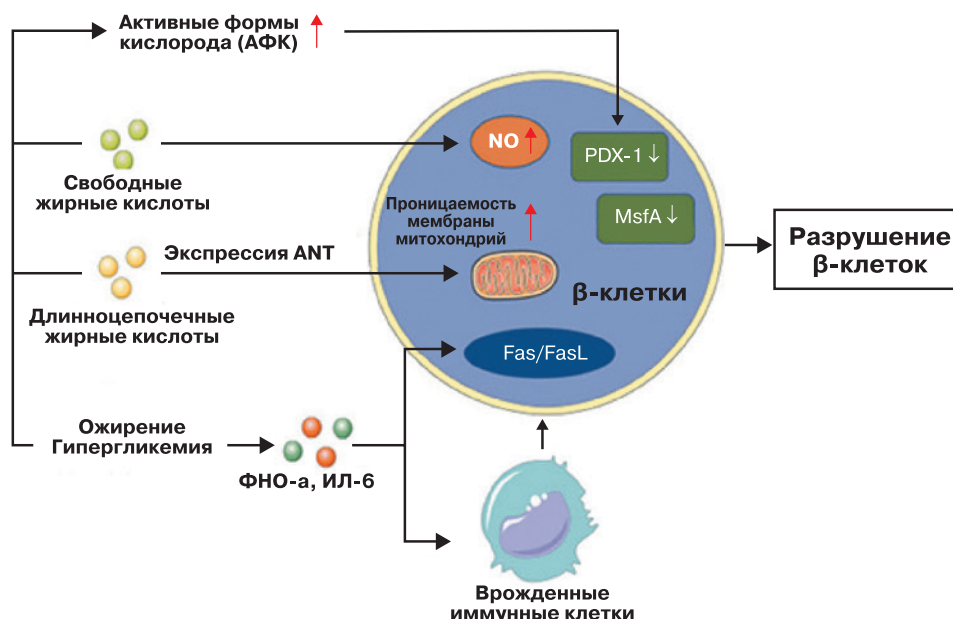 Активные формы
кислорода (АФК)
NO
PDX-1 ↓
Свободные
жирные кислоты
Проницаемость
мембраны
митохондрий
MsfA ↓
Разрушение
β-клеток
Экспрессия ANT
β-клетки
Длинноцепочечные
жирные кислоты
Fas/FasL
Ожирение
Гипергликемия
ФНО-а, ИЛ-6
Врожденные
иммунные клетки